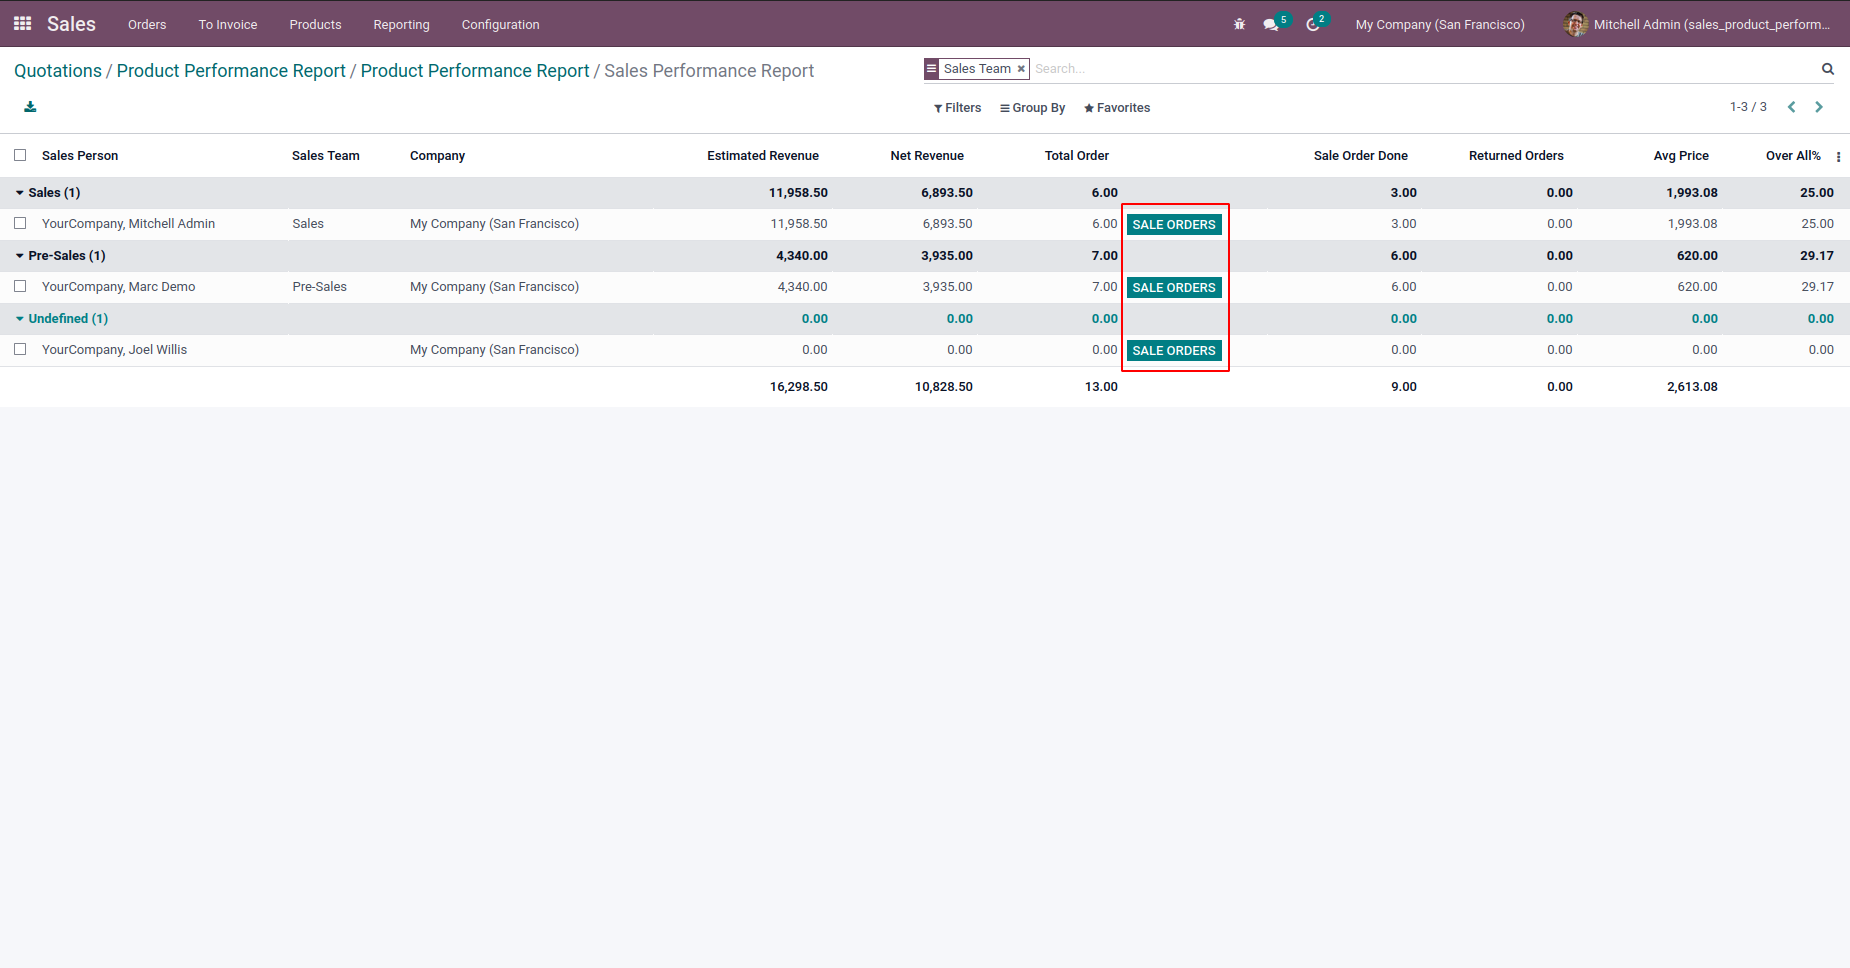 Sales Orders To Invoice Products Reporting Configuration 5 2 My Company (San Francisco) Mitchell Admin (sales_product_perform...
Quotations / Product Performance Report / Product Performance Report / Sales Performance Report
Sales Team × Search...
Filters Group By Favorites 1-3 / 3
Sales Person Sales Team Company Estimated Revenue Net Revenue Total Order Sale Order Done Returned Orders Avg Price Over All%
Sales (1) 11,958.50 6,893.50 6.00 3.00 0.00 1,993.08 25.00
YourCompany, Mitchell Admin Sales My Company (San Francisco) 11,958.50 6,893.50 6.00 SALE ORDERS 3.00 0.00 1,993.08 25.00
Pre-Sales (1) 4,340.00 3,935.00 7.00 6.00 0.00 620.00 29.17
YourCompany, Marc Demo Pre-Sales My Company (San Francisco) 4,340.00 3,935.00 7.00 SALE ORDERS 6.00 0.00 620.00 29.17
Undefined (1) 0.00 0.00 0.00 0.00 0.00 0.00 0.00
YourCompany, Joel Willis My Company (San Francisco) 0.00 0.00 0.00 SALE ORDERS 0.00 0.00 0.00 0.00
16,298.50 10,828.50 13.00 9.00 0.00 2,613.08